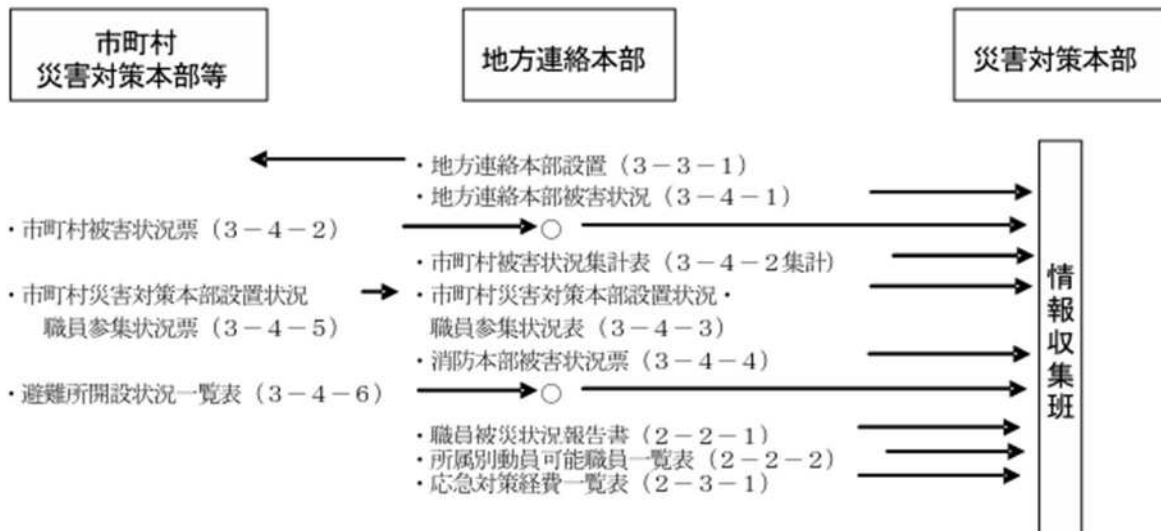 市町村
災害対策本部等
地方連絡本部
災害対策本部
・地方連絡本部設置（３－３－１）
・地方連絡本部被害状況（３－４－１）
・市町村被害状況票（３－４－２）
○
・市町村被害状況集計表（３－４－２集計）
・市町村災害対策本部設置状況
職員参集状況票（３－４－５）
・市町村災害対策本部設置状況・
職員参集状況表（３－４－３）
・消防本部被害状況票（３－４－４）
・避難所開設状況一覧表（３－４－６）
○
・職員被災状況報告書（２－２－１）
・所属別動員可能職員一覧表（２－２－２）
・応急対策経費一覧表（２－３－１）
情報収集班